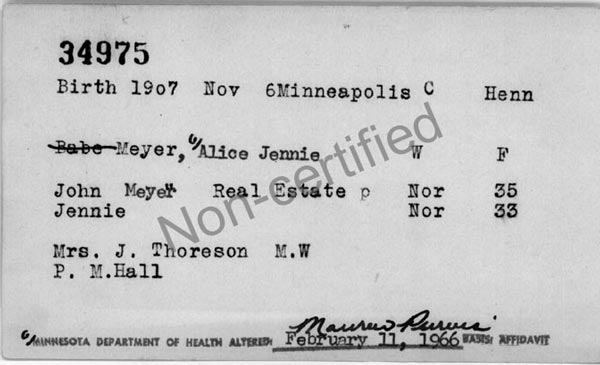 34975
Birth 19o7 Nov 6Minneapolis C Henn
Babe Meyer, a/Alice Jennie W F
John Meyer Real Estate p Nor 35
Jennie Nor 33
Non-certified
Mrs. J. Thoreson M.W
P. M.Hall
a/MINNESOTA DEPARTMENT OF HEALTH ALTERED: February 11, 1966 BASIS: AFFIDAVIT